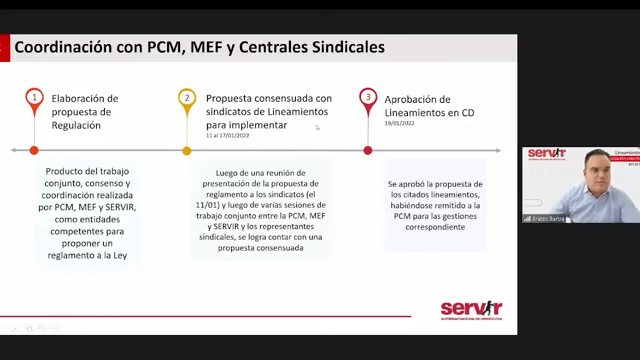 Coordinación con PCM, MEF y Centrales Sindicales
1
Elaboración de
propuesta de
Regulación
2
Propuesta consensuada con
sindicatos de Lineamientos
para implementar
11 al 17/01/2022
3
Aprobación de
Lineamientos en CD
19/01/2022
Producto del trabajo
conjunto, consenso y
coordinación realizada
por PCM, MEF y SERVIR,
como entidades
competentes para
proponer un
reglamento a la Ley
Luego de una reunión de
presentación de la propuesta de
reglamento a los sindicatos (el
11/01) y luego de varias sesiones de
trabajo conjunto entre la PCM, MEF
y SERVIR y los representantes
sindicales, se logra contar con una
propuesta consensuada
Se aprobó la propuesta de
los citados lineamientos,
habiéndose remitido a la
PCM para las gestiones
correspondiente
servir
AUTORIDAD NACIONAL DEL SERVICIO CIVIL
servir
Lineamientos
Erasto Bartra